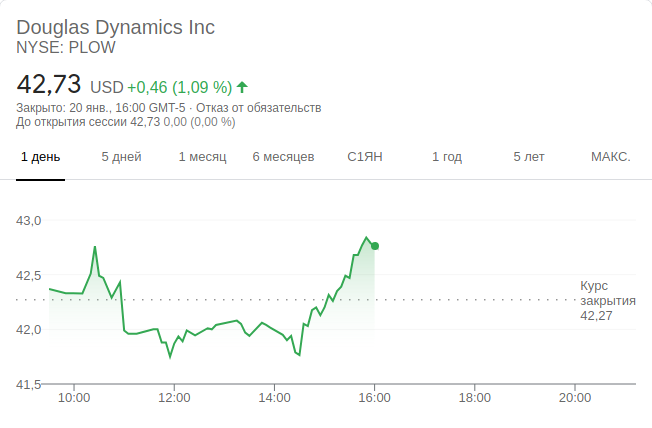 Douglas Dynamics Inc
NYSE: PLOW
42,73 USD +0,46 (1,09 %)
Закрыто: 20 янв., 16:00 GMT-5 · Отказ от обязательств
До открытия сессии 42,73 0,00 (0,00 %)
1 день 5 дней 1 месяц 6 месяцев С1ЯН 1 год 5 лет МАКС.
43,0
42,5
Курс
закрытия
42,27
42,0
41,5
10:00 12:00 14:00 16:00 18:00 20:00